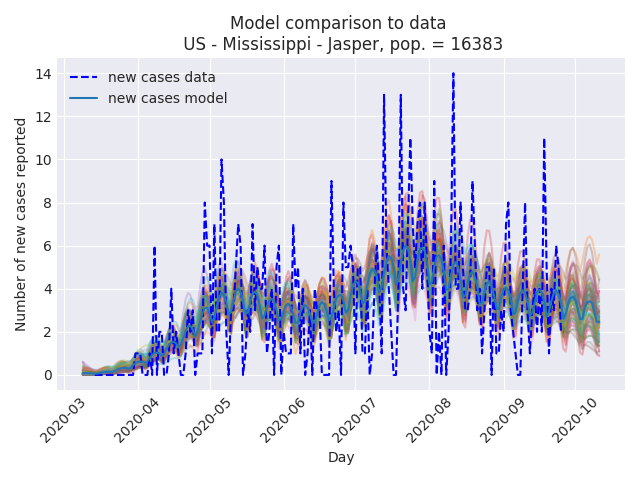 Model comparison to data
US - Mississippi - Jasper, pop. = 16383
new cases data
new cases model
Number of new cases reported
14
12
10
8
6
4
2
0
2020-03
2020-04
2020-05
2020-06
2020-07
2020-08
2020-09
2020-10
Day